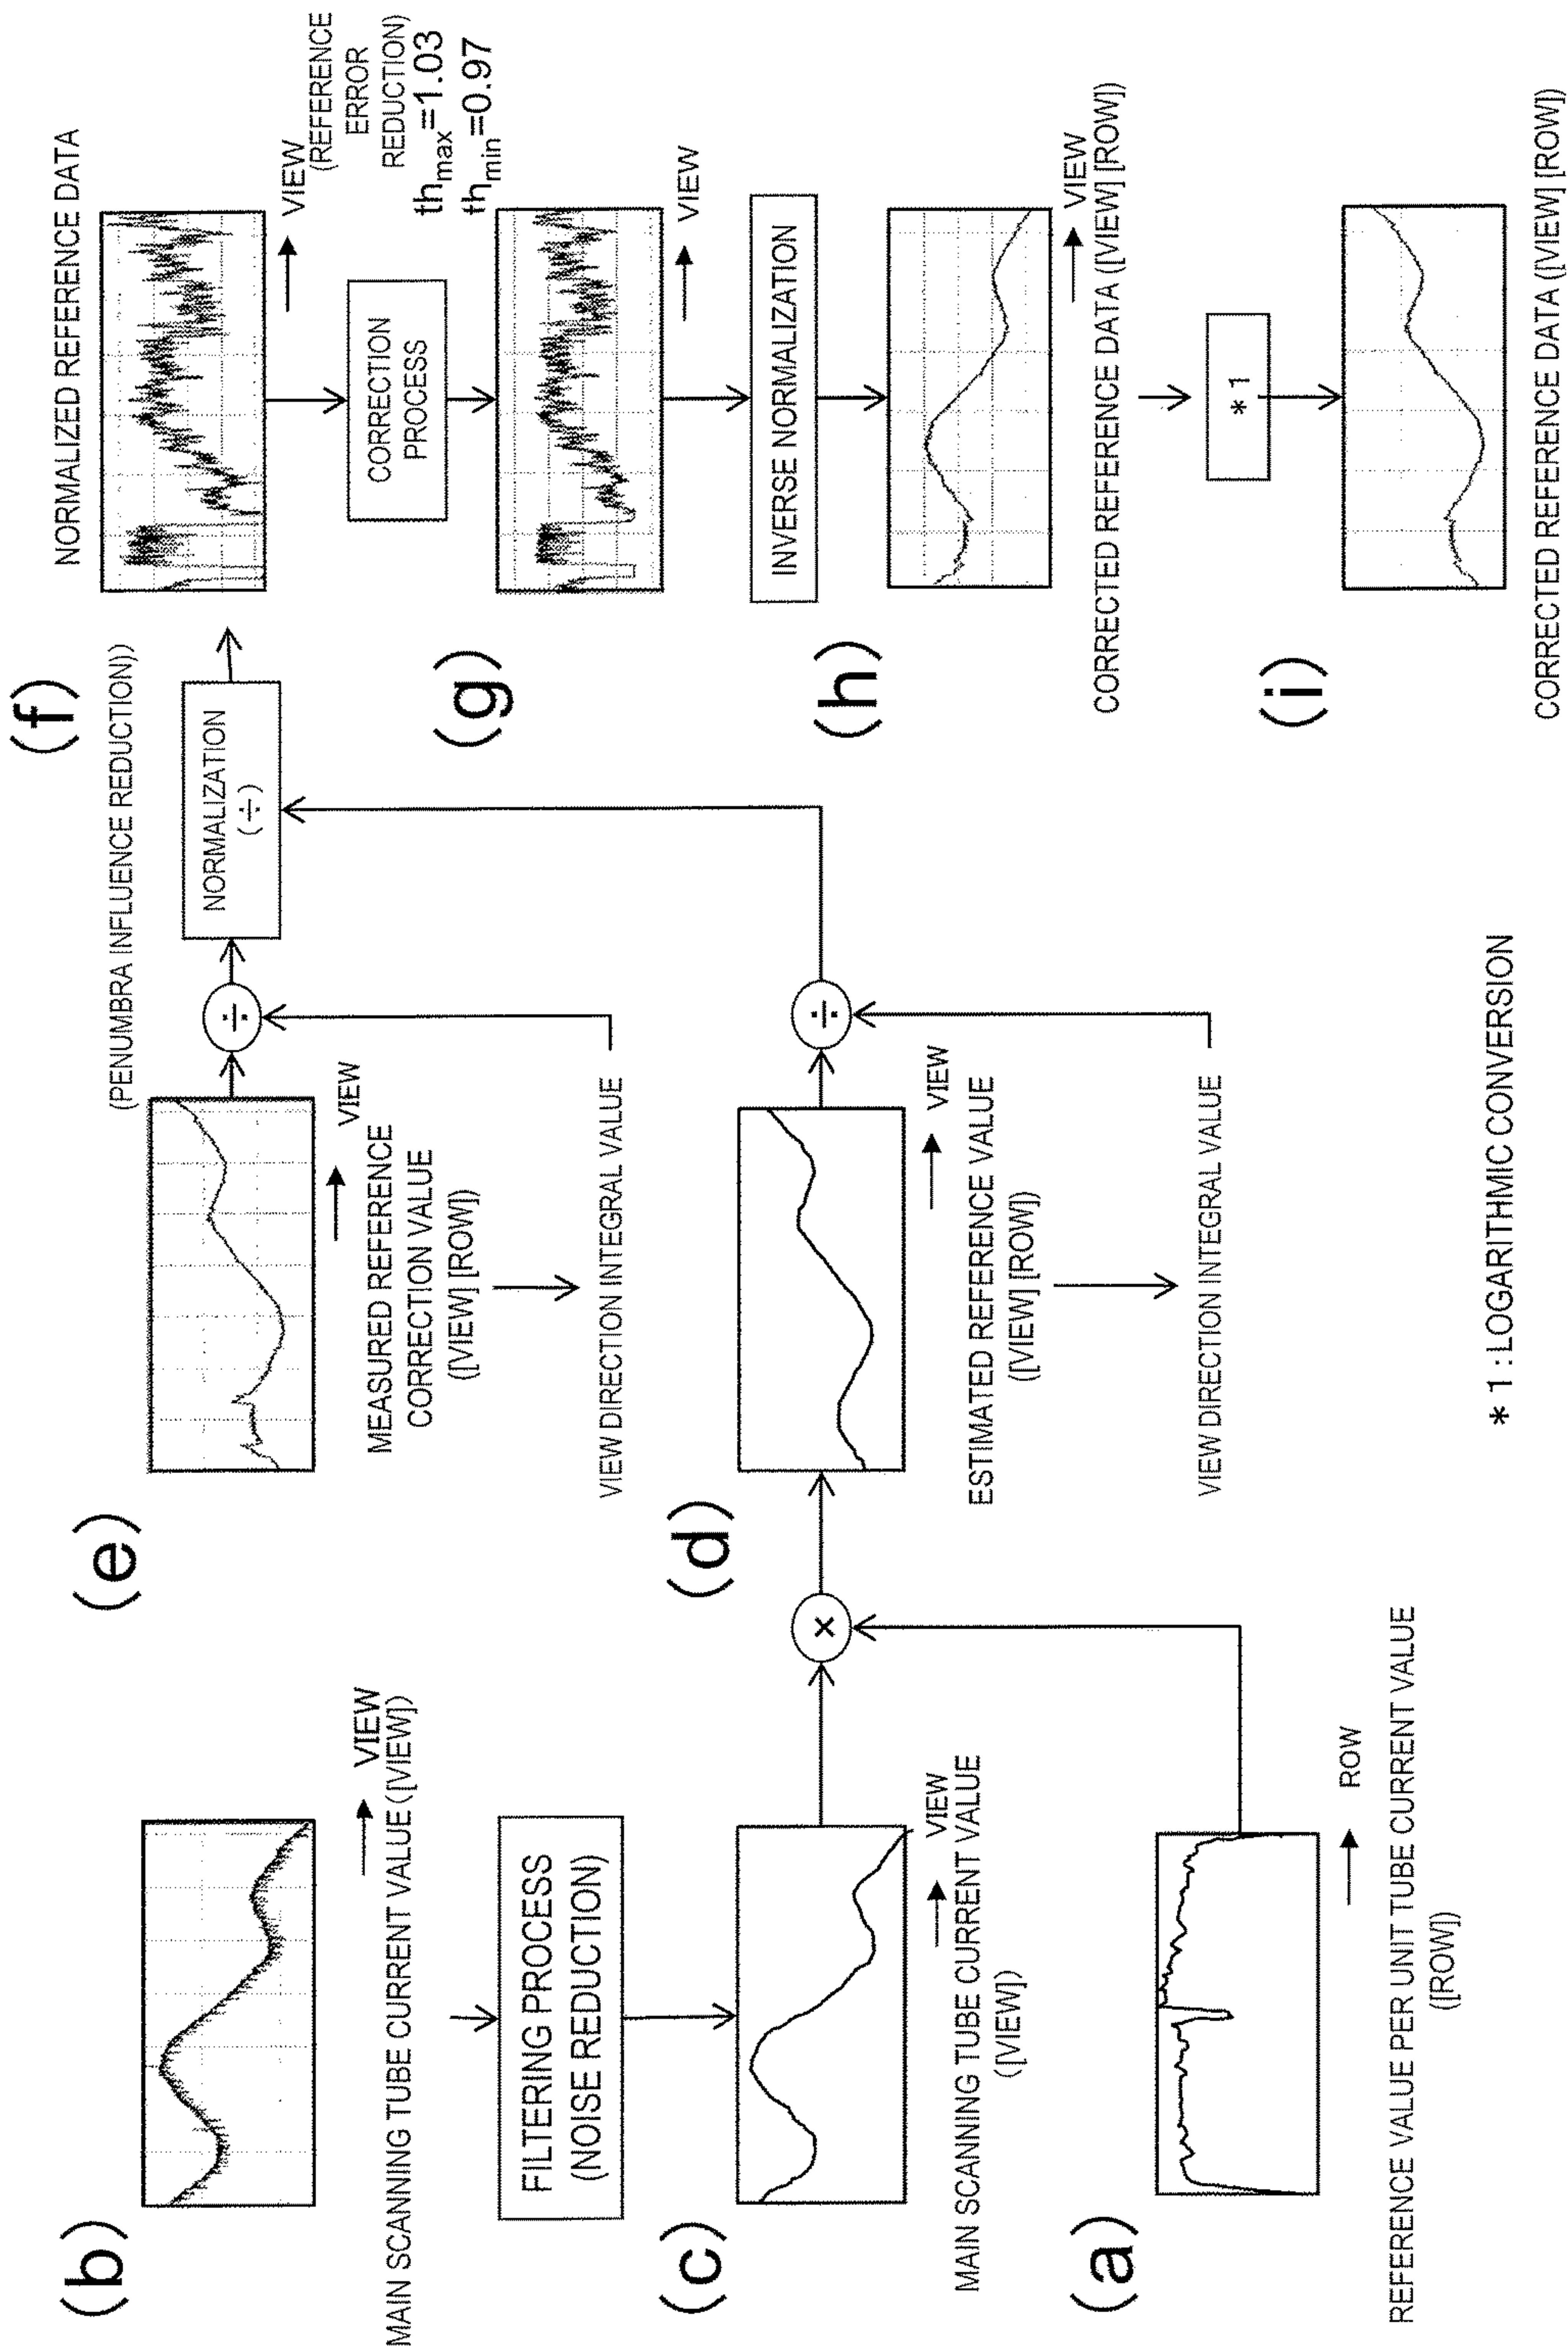 (b)
MAIN SCANNING TUBE CURRENT VALUE ([VIEW])
VIEW
FILTERING PROCESS
(NOISE REDUCTION)
(c)
VIEW
MAIN SCANNING TUBE CURRENT VALUE
([VIEW])
(a)
ROW
REFERENCE VALUE PER UNIT TUBE CURRENT VALUE
([ROW])
×
(e)
VIEW
MEASURED REFERENCE
CORRECTION VALUE
([VIEW] [ROW])
VIEW DIRECTION INTEGRAL VALUE
÷
(d)
VIEW
ESTIMATED REFERENCE VALUE
([VIEW] [ROW])
VIEW DIRECTION INTEGRAL VALUE
÷
(PENUMBRA INFLUENCE REDUCTION))
NORMALIZATION
(÷)
(f)
NORMALIZED REFERENCE DATA
VIEW
(REFERENCE
ERROR
REDUCTION)
thmax=1.03
thmin=0.97
CORRECTION
PROCESS
(g)
VIEW
INVERSE NORMALIZATION
(h)
VIEW
CORRECTED REFERENCE DATA ([VIEW] [ROW])
* 1
(i)
CORRECTED REFERENCE DATA ([VIEW] [ROW])
* 1 : LOGARITHMIC CONVERSION